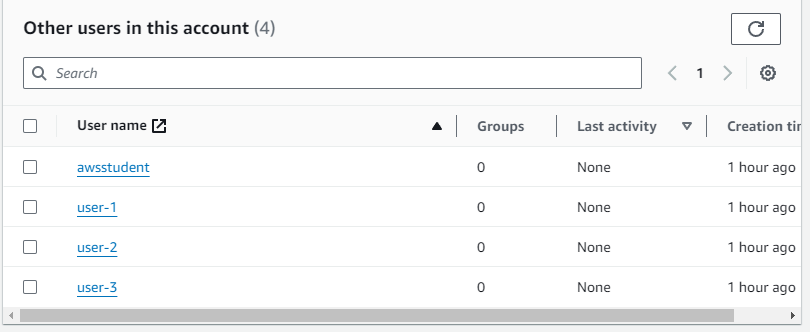 Other users in this account (4)
Search
1
User name Groups Last activity Creation tir
awsstudent 0 None 1 hour ago
user-1 0 None 1 hour ago
user-2 0 None 1 hour ago
user-3 0 None 1 hour ago